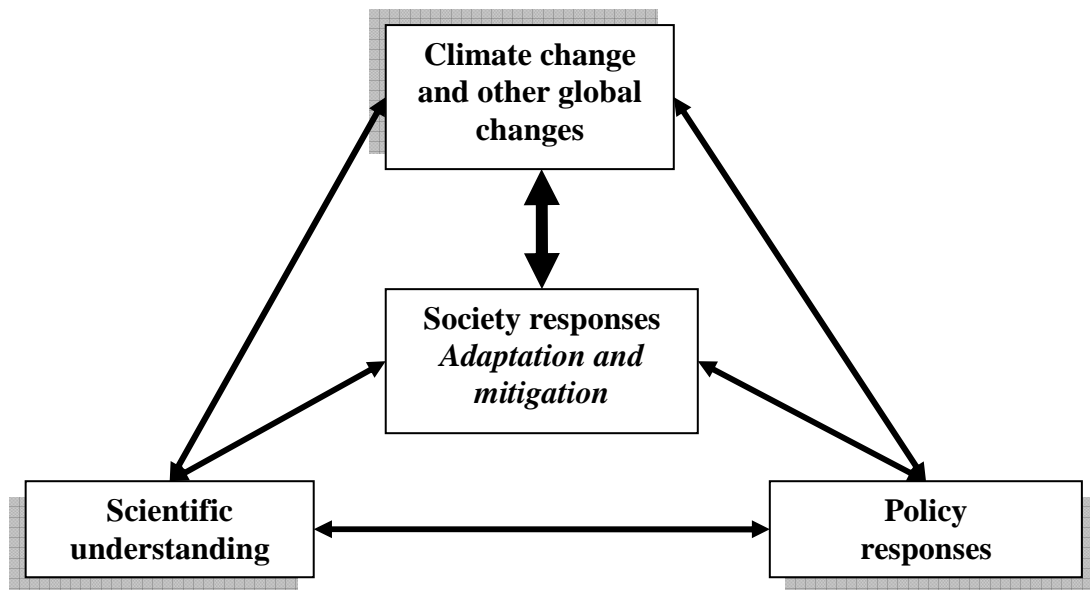 Climate change
and other global
changes
Society responses
Adaptation and
mitigation
Scientific
understanding
Policy
responses